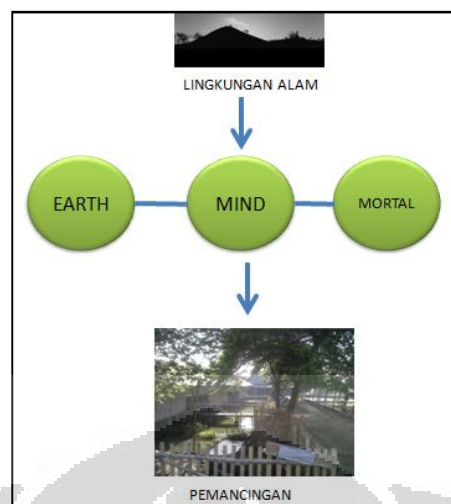 LINGKUNGAN ALAM
EARTH
MIND
MORTAL
PEMANCINGAN